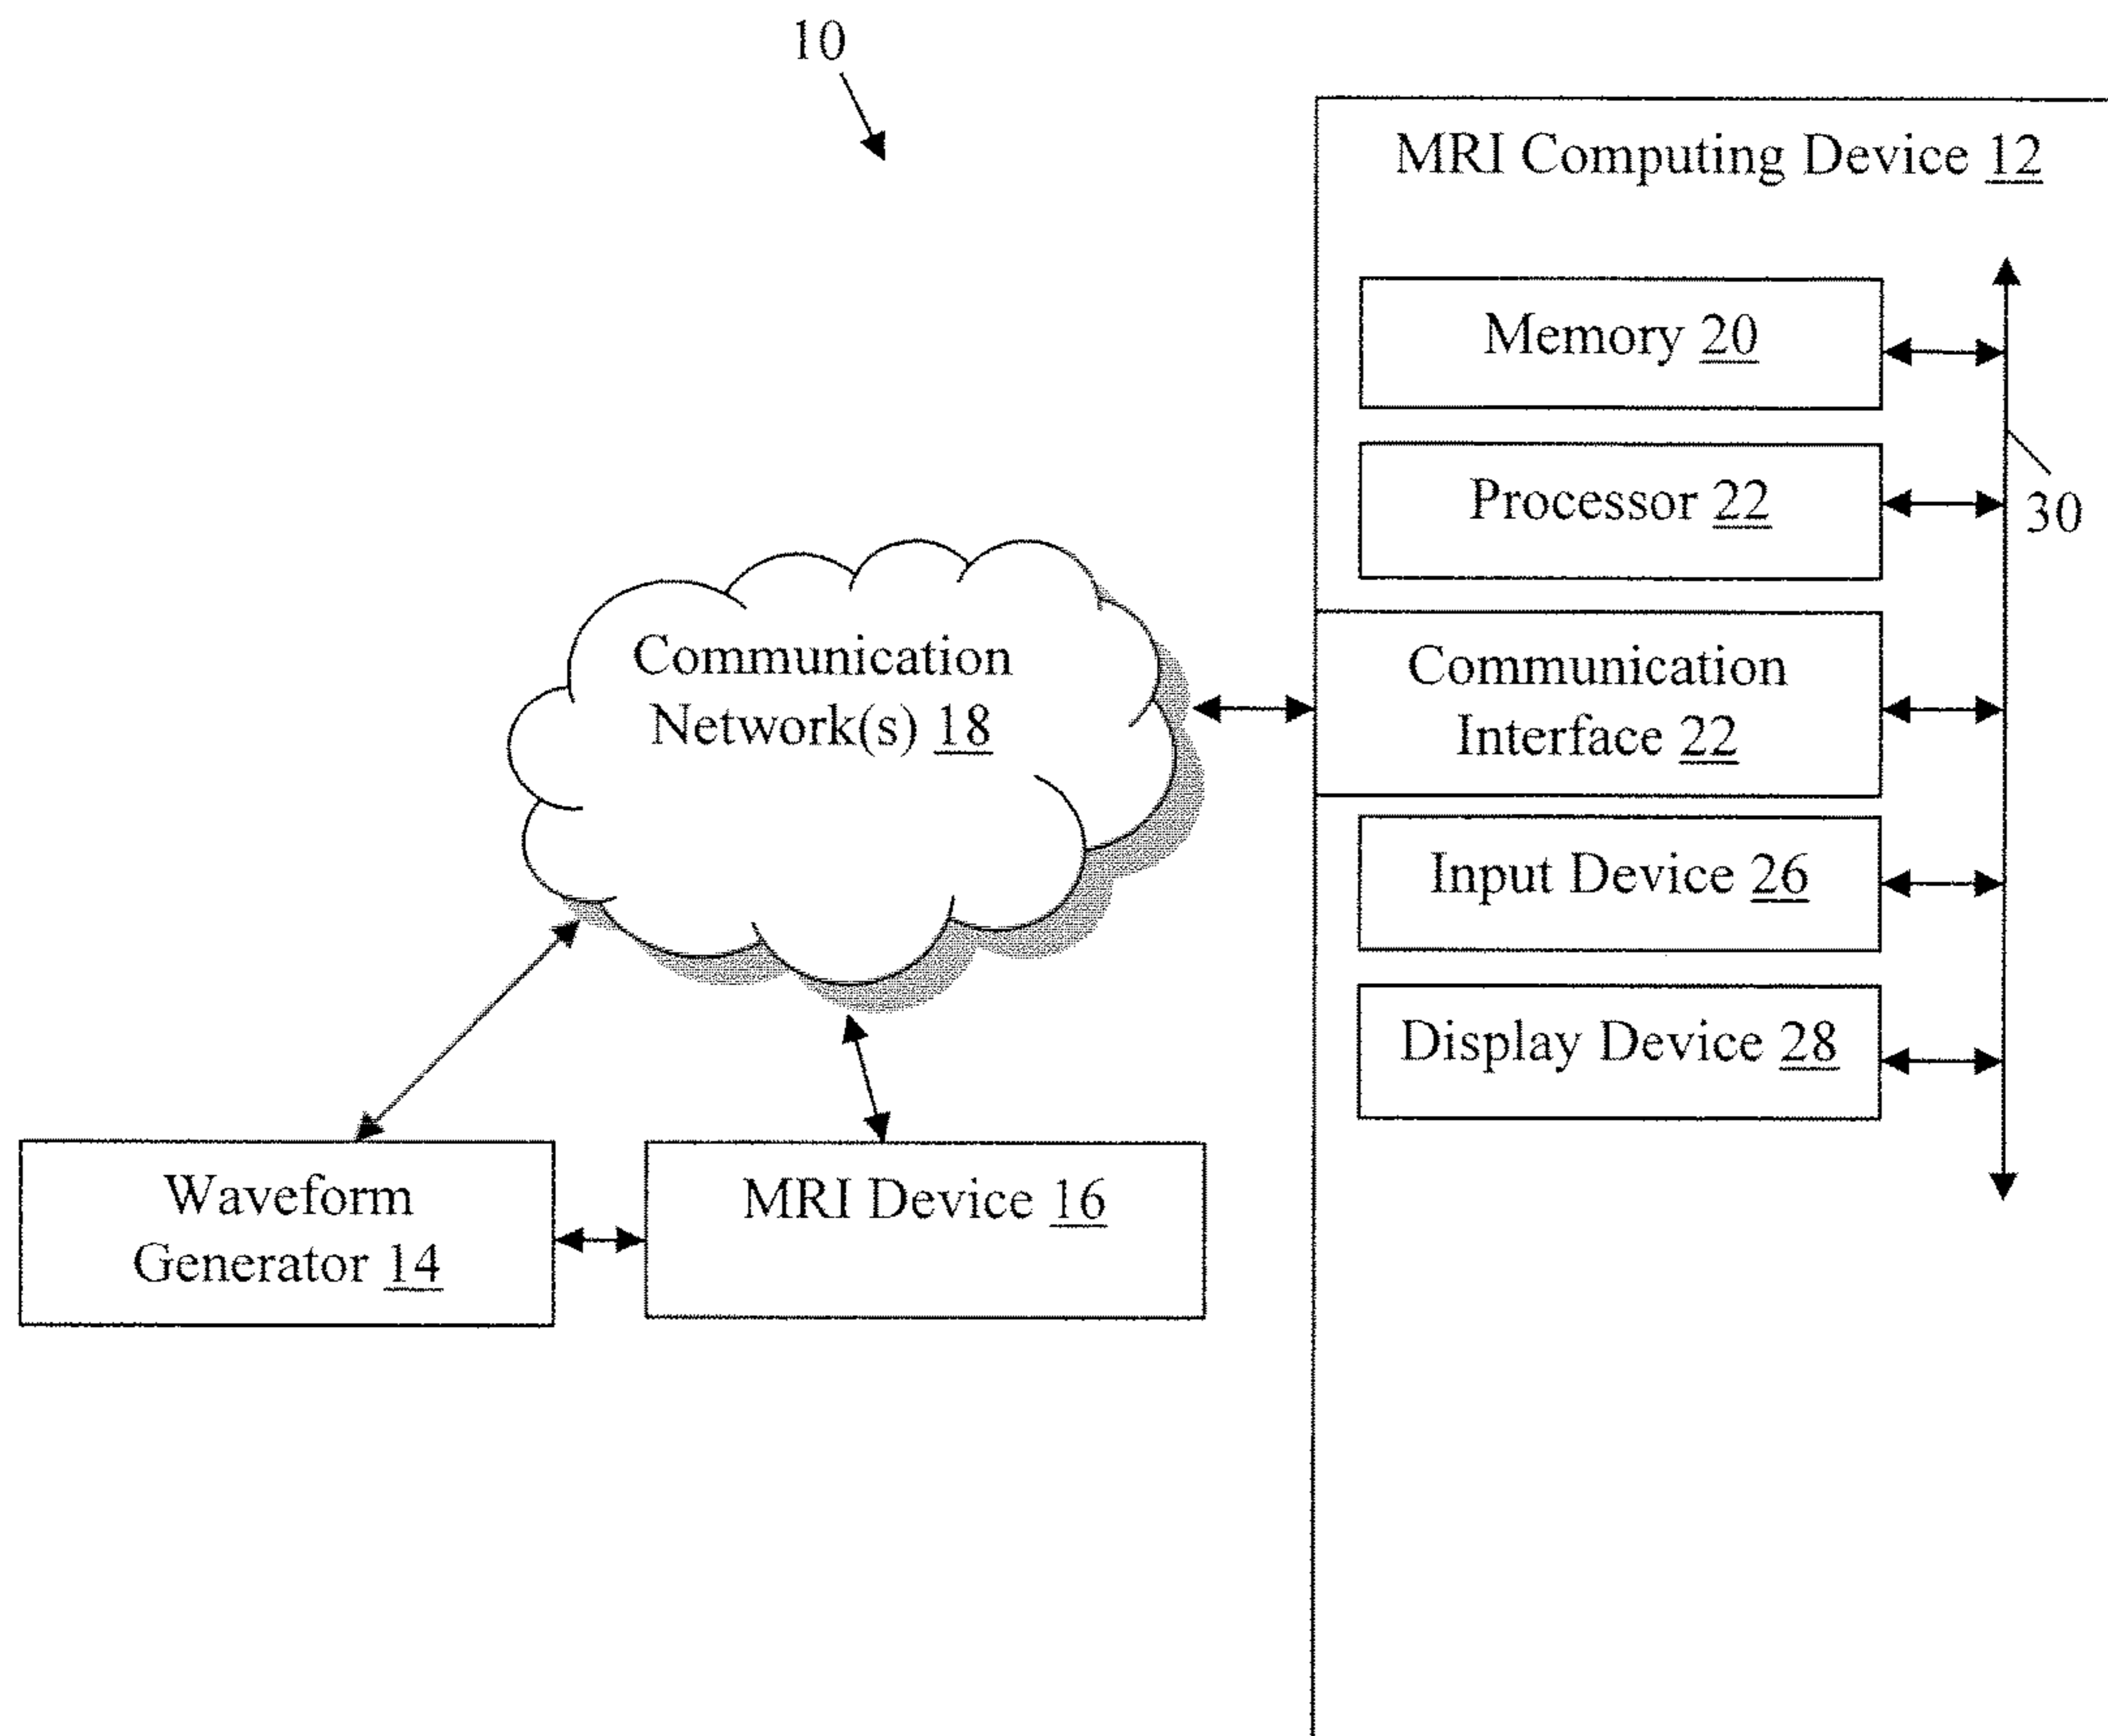 10
MRI Computing Device 12
Memory 20
Processor 22
30
Communication
Network(s) 18
Communication
Interface 22
Input Device 26
Display Device 28
Waveform
Generator 14
MRI Device 16